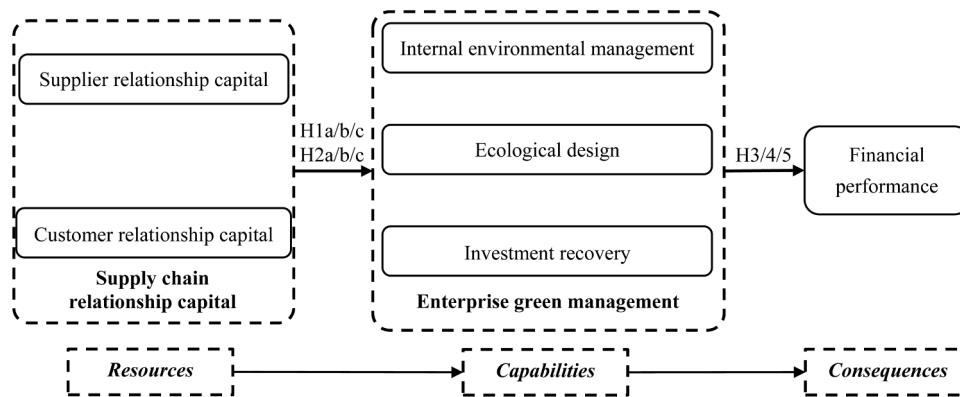 Supplier relationship capital
Customer relationship capital
Supply chain
relationship capital
H1a/b/c
H2a/b/c
Internal environmental management
Ecological design
Investment recovery
Enterprise green management
H3/4/5
Financial
performance
Resources
Capabilities
Consequences